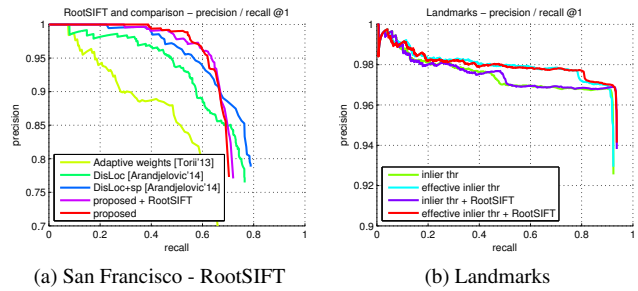 RootSIFT and comparison − precision / recall @1
1
0.95
0.9
0.85
0.8
0.75
0.7
precision
0 0.2 0.4 0.6 0.8 1
recall
Adaptive weights [Torii'13]
DisLoc [Arandjelovic'14]
DisLoc+sp [Arandjelovic'14]
proposed + RootSIFT
proposed
(a) San Francisco - RootSIFT
Landmarks − precision / recall @1
1
0.98
0.96
0.94
0.92
0.9
precision
0 0.2 0.4 0.6 0.8 1
recall
inlier thr
effective inlier thr
inlier thr + RootSIFT
effective inlier thr + RootSIFT
(b) Landmarks